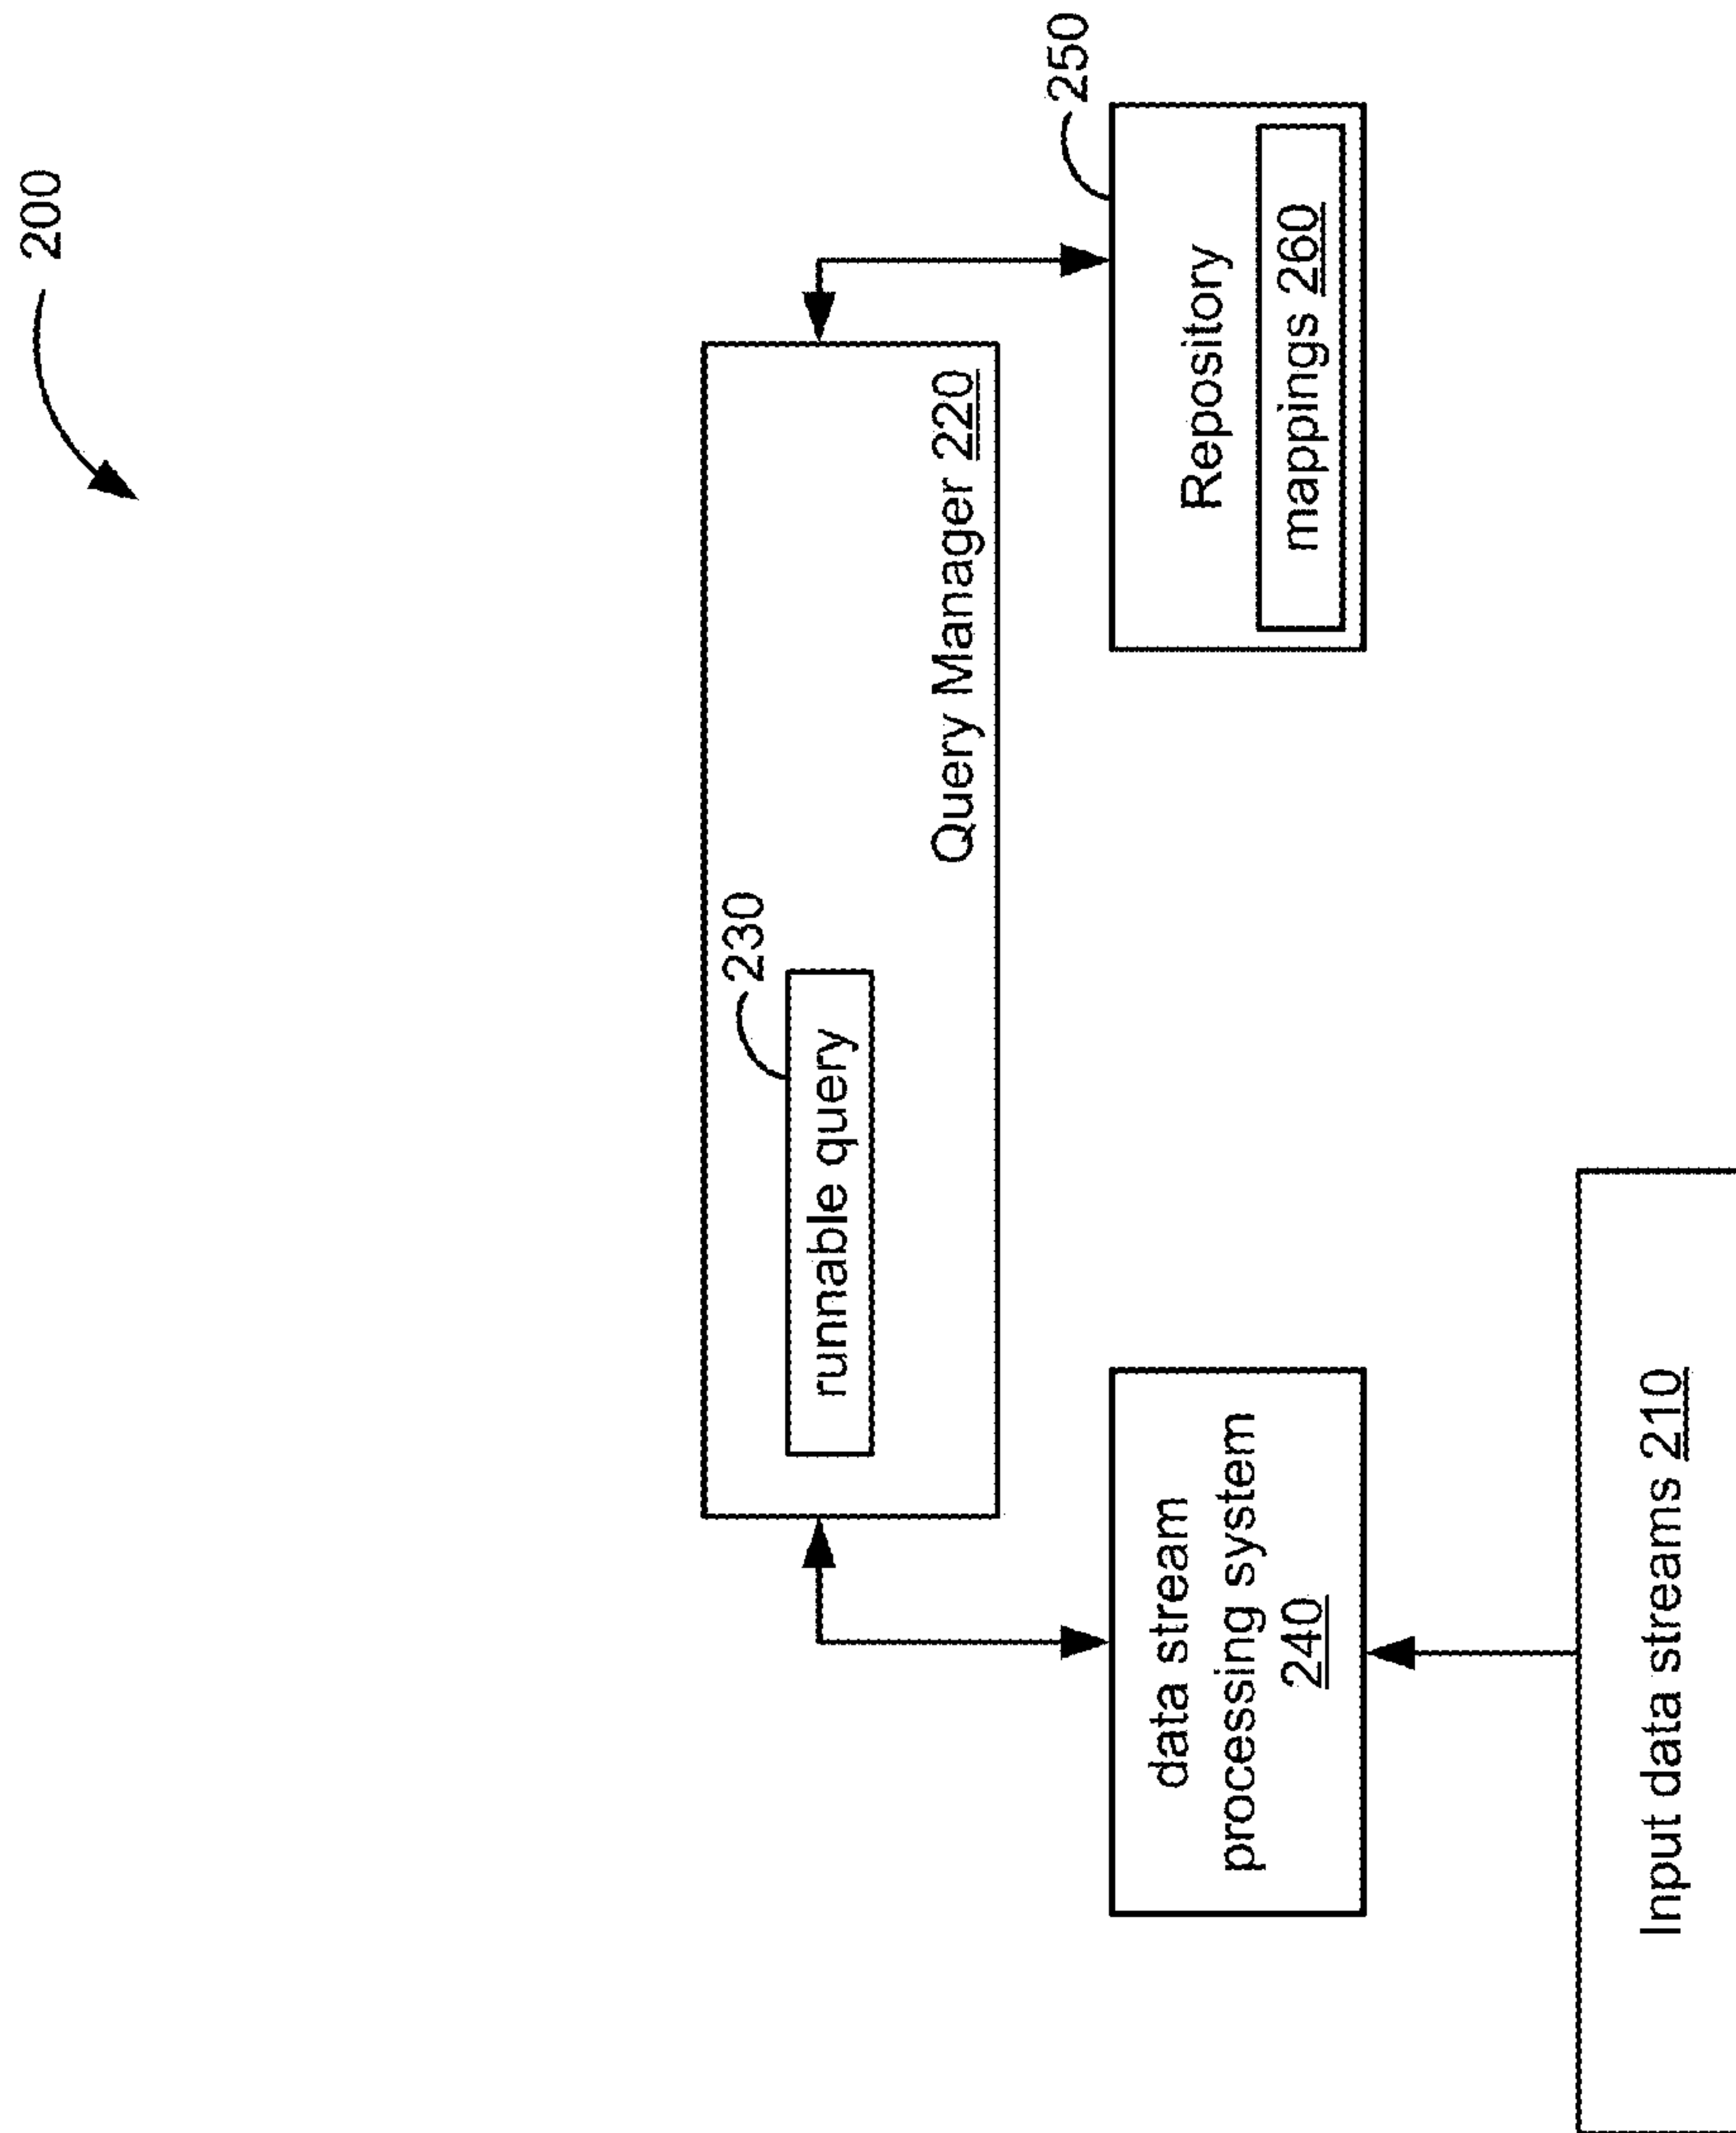 200
230
runnable query
Query Manager 220
250
data stream
processing system
240
Repository
mappings 260
Input data streams 210